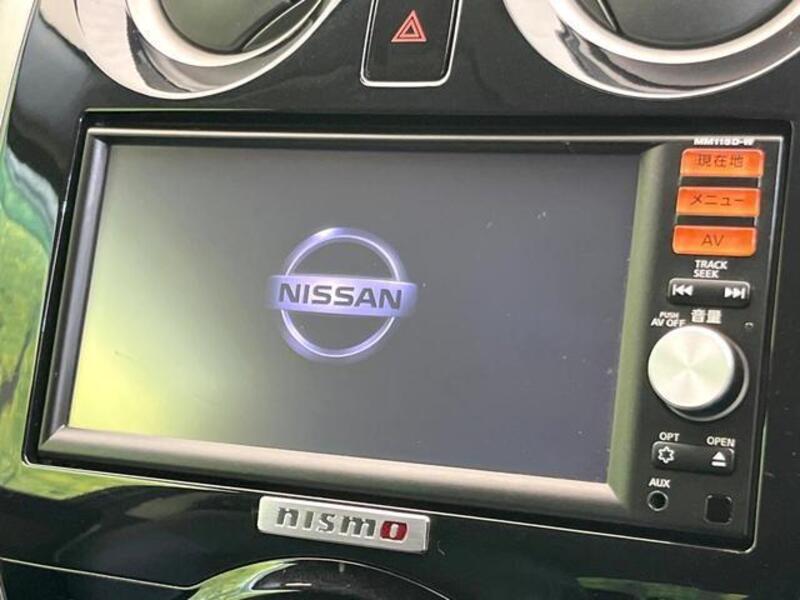 MM115D-W
現在地
メニュー
AV
TRACK
SEEK
NISSAN
音量
PUSH
AV OFF
OPT
OPEN
AUX
nismo